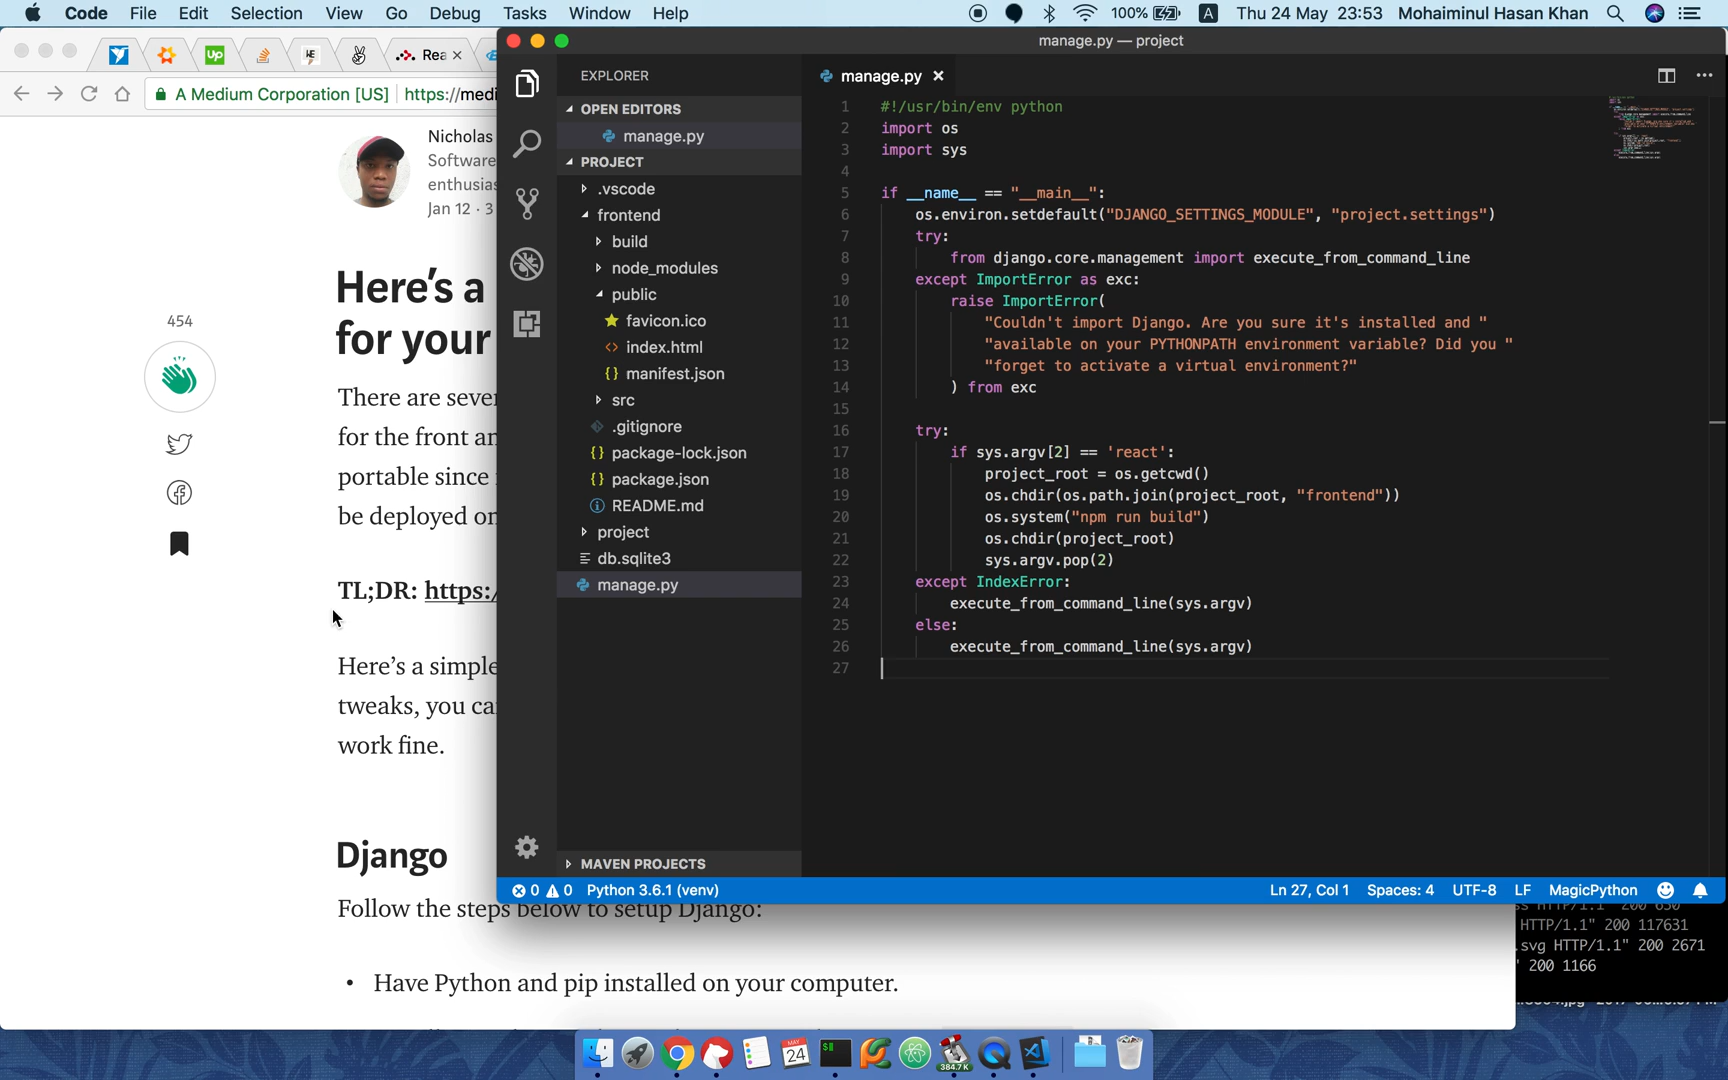 Code File Edit Selection View Go Debug Tasks Window Help 100% A Thu 24 May 23:53 Mohaiminul Hasan Khan
Up
Rea
A Medium Corporation [US] https://medi
Nicholas
Software
enthusias
Jan 12 · 3
Here's a
for your
454
There are sever
for the front an
portable since
be deployed on
TL;DR: https:/
Here's a simple
tweaks, you can
work fine.
Django
Follow the steps below to setup Django:
• Have Python and pip installed on your computer.
manage.py — project
EXPLORER
OPEN EDITORS
manage.py
PROJECT
.vscode
frontend
build
node_modules
public
favicon.ico
index.html
manifest.json
src
.gitignore
package-lock.json
package.json
README.md
project
db.sqlite3
manage.py
MAVEN PROJECTS
manage.py
1 #!/usr/bin/env python
2 import os
3 import sys
4
5 if __name__ == "__main__":
6 os.environ.setdefault("DJANGO_SETTINGS_MODULE", "project.settings")
7 try:
8 from django.core.management import execute_from_command_line
9 except ImportError as exc:
10 raise ImportError(
11 "Couldn't import Django. Are you sure it's installed and "
12 "available on your PYTHONPATH environment variable? Did you "
13 "forget to activate a virtual environment?"
14 ) from exc
15
16 try:
17 if sys.argv[2] == 'react':
18 project_root = os.getcwd()
19 os.chdir(os.path.join(project_root, "frontend"))
20 os.system("npm run build")
21 os.chdir(project_root)
22 sys.argv.pop(2)
23 except IndexError:
24 execute_from_command_line(sys.argv)
25 else:
26 execute_from_command_line(sys.argv)
27
0 0 Python 3.6.1 (venv) Ln 27, Col 1 Spaces: 4 UTF-8 LF MagicPython
HTTP/1.1" 200 117631
.svg HTTP/1.1" 200 2671
" 200 1166
MAY
24
384.7 K